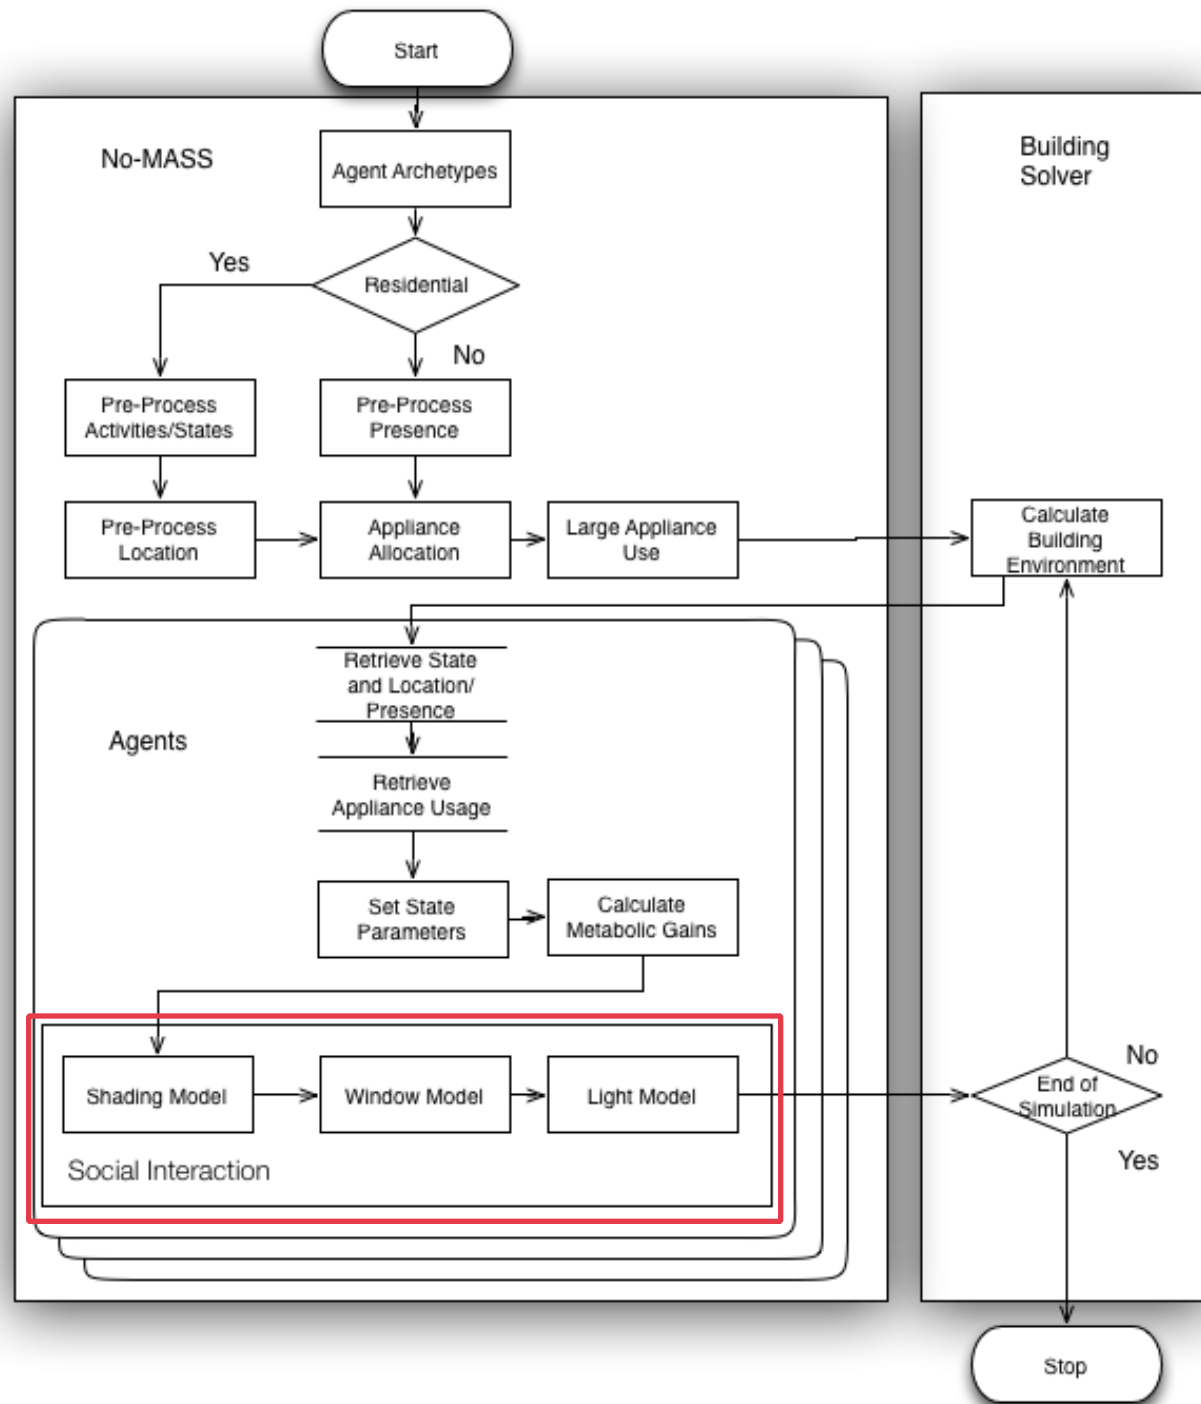 Start
No-MASS
Building
Solver
Agent Archetypes
Yes
Residential
No
Pre-Process
Activities/States
Pre-Process
Presence
Pre-Process
Location
Appliance
Allocation
Large Appliance
Use
Calculate
Building
Environment
Retrieve State
and Location/
Presence
Agents
Retrieve
Appliance Usage
Set State
Parameters
Calculate
Metabolic Gains
Shading Model
Window Model
Light Model
Social Interaction
No
End of
Simulation
Yes
Stop